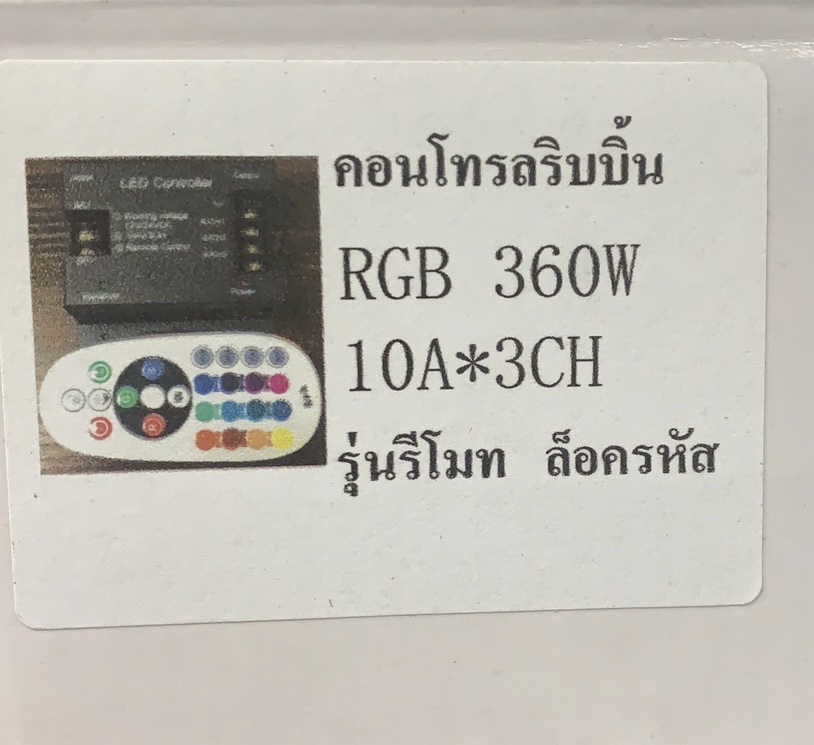 คอนโทรลริบบิ้น
RGB 360W
10A*3CH
รุ่นรีโมท ล็อครหัส
LED Controller